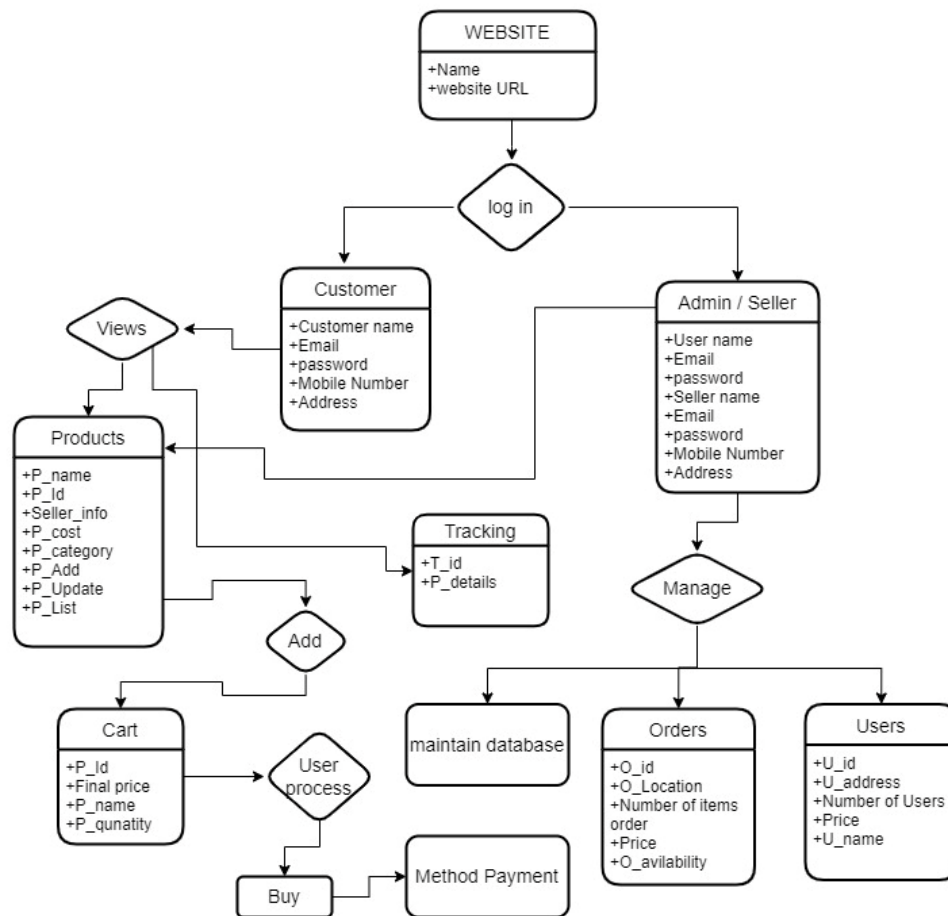 WEBSITE
+Name
+website URL
log in
Customer
+Customer name
+Email
+password
+Mobile Number
+Address
Admin / Seller
+User name
+Email
+password
+Seller name
+Email
+password
+Mobile Number
+Address
Views
Products
+P_name
+P_Id
+Seller_info
+P_cost
+P_category
+P_Add
+P_Update
+P_List
Tracking
+T_id
+P_details
Manage
Add
Cart
+P_Id
+Final price
+P_name
+P_qunatity
User
process
maintain database
Orders
+O_id
+O_Location
+Number of items
order
+Price
+O_avilability
Users
+U_id
+U_address
+Number of Users
+Price
+U_name
Buy
Method Payment